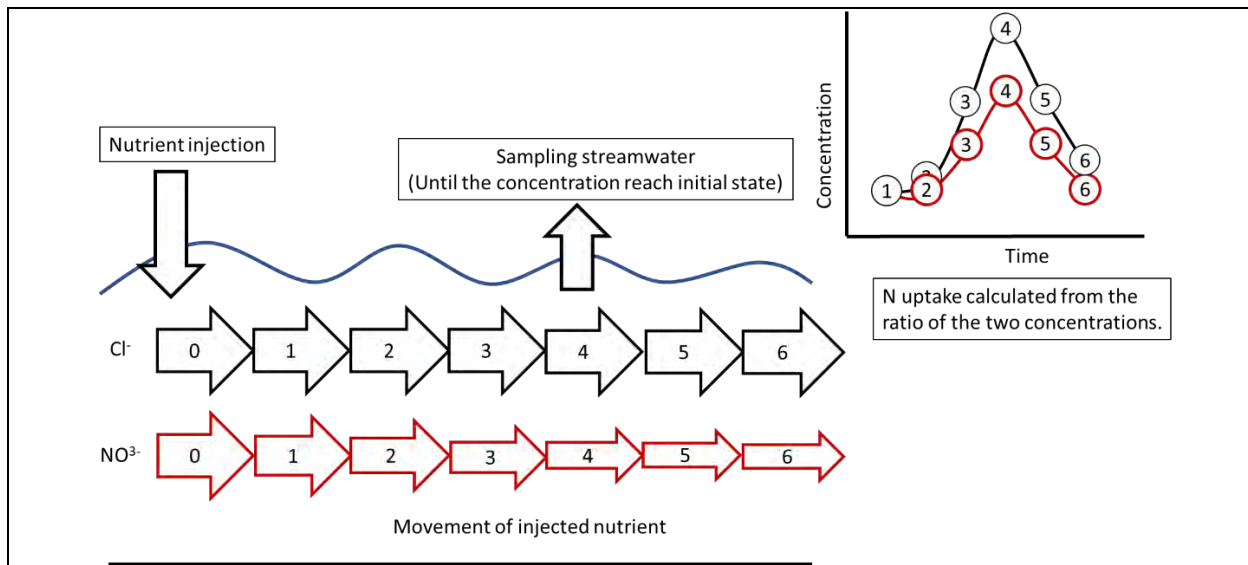 Nutrient injection
Sampling streamwater
(Until the concentration reach initial state)
Cl-
0 1 2 3 4 5 6
NO3-
0 1 2 3 4 5 6
Movement of injected nutrient
Concentration
4
3
5
4
3
5
6
1
2
6
Time
N uptake calculated from the
ratio of the two concentrations.